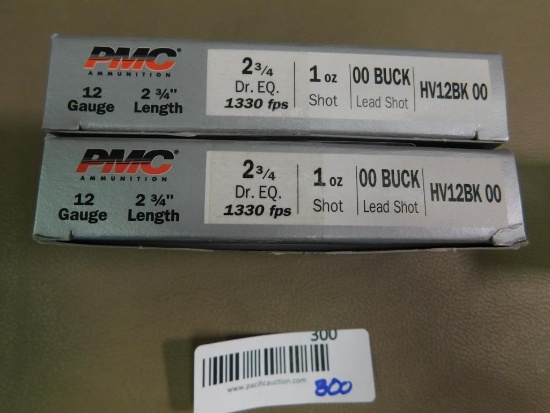 PMC
AMMUNITION
12 Gauge
2 ¾" Length
2 3/4 Dr. EQ. 1330 fps
1 oz Shot
00 BUCK Lead Shot
HV12BK 00
PMC
AMMUNITION
12 Gauge
2 ¾" Length
2 3/4 Dr. EQ. 1330 fps
1 oz Shot
00 BUCK Lead Shot
HV12BK 00
300
www.pacificauction.com
300